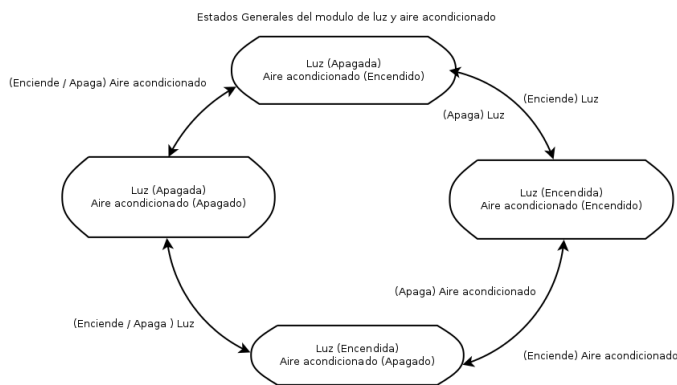 Estados Generales del modulo de luz y aire acondicionado
Luz (Apagada)
Aire acondicionado (Encendido)
(Enciende / Apaga) Aire acondicionado
(Enciende) Luz
(Apaga) Luz
Luz (Apagada)
Aire acondicionado (Apagado)
Luz (Encendida)
Aire acondicionado (Encendido)
(Apaga) Aire acondicionado
(Enciende / Apaga ) Luz
Luz (Encendida)
Aire acondicionado (Apagado)
(Enciende) Aire acondicionado